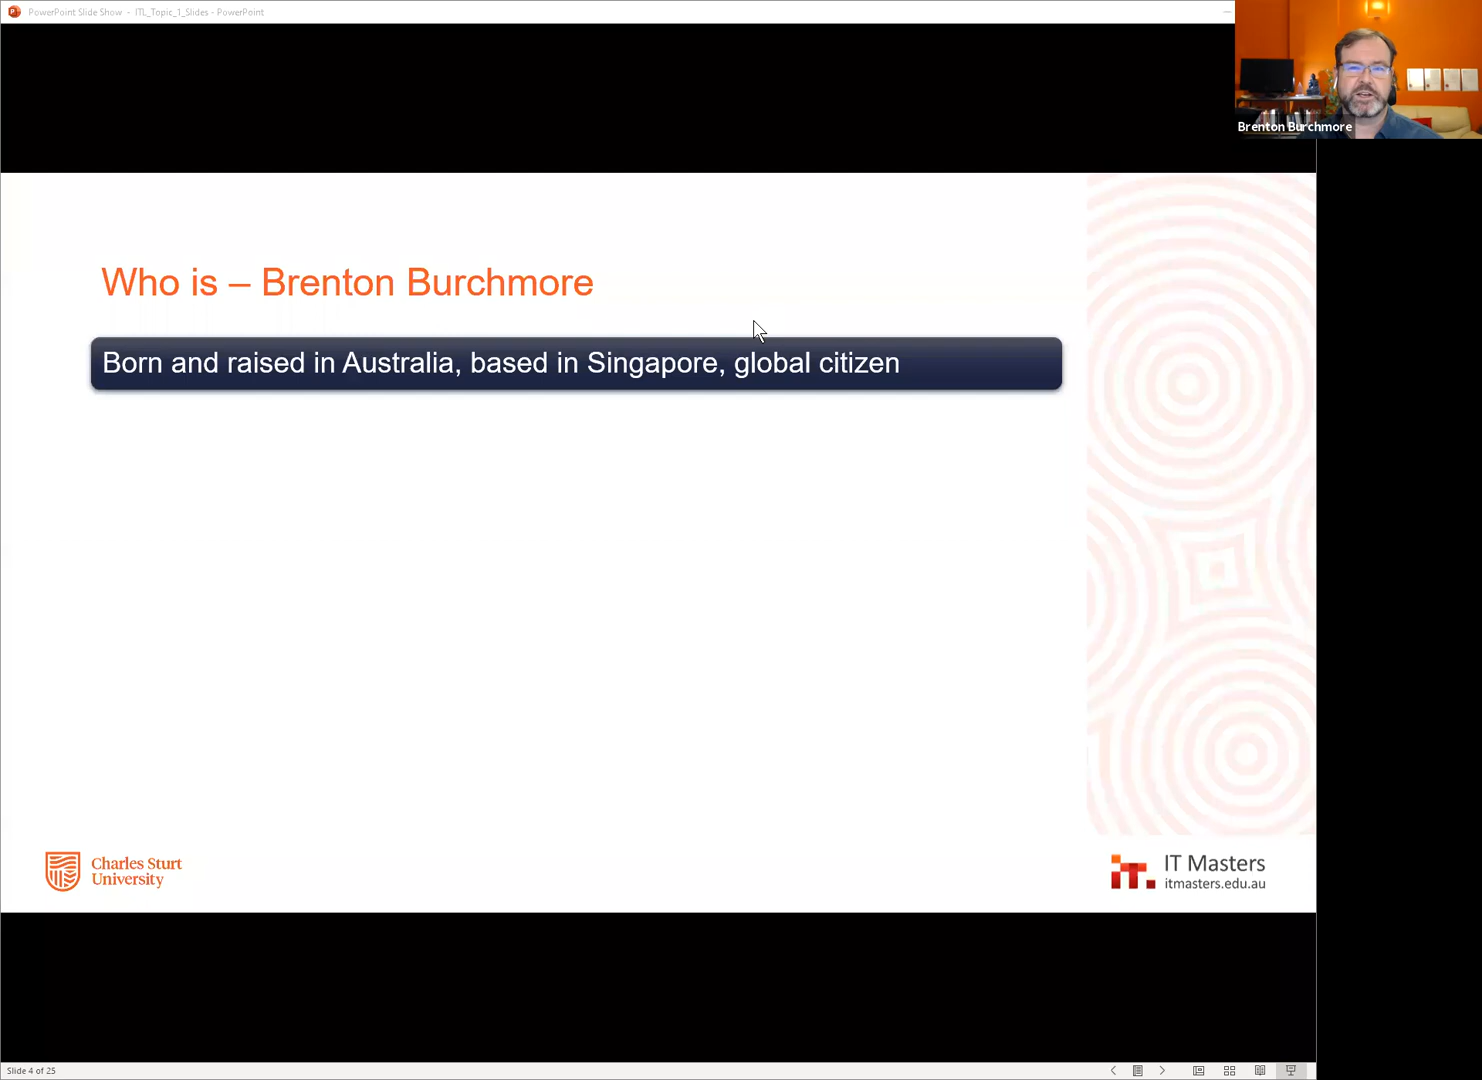 PowerPoint Slide Show - ITL_Topic_1_Slides - PowerPoint
Brenton Burchmore
Who is – Brenton Burchmore
Born and raised in Australia, based in Singapore, global citizen
Charles Sturt
University
it.
IT Masters
itmasters.edu.au
Slide 4 of 25